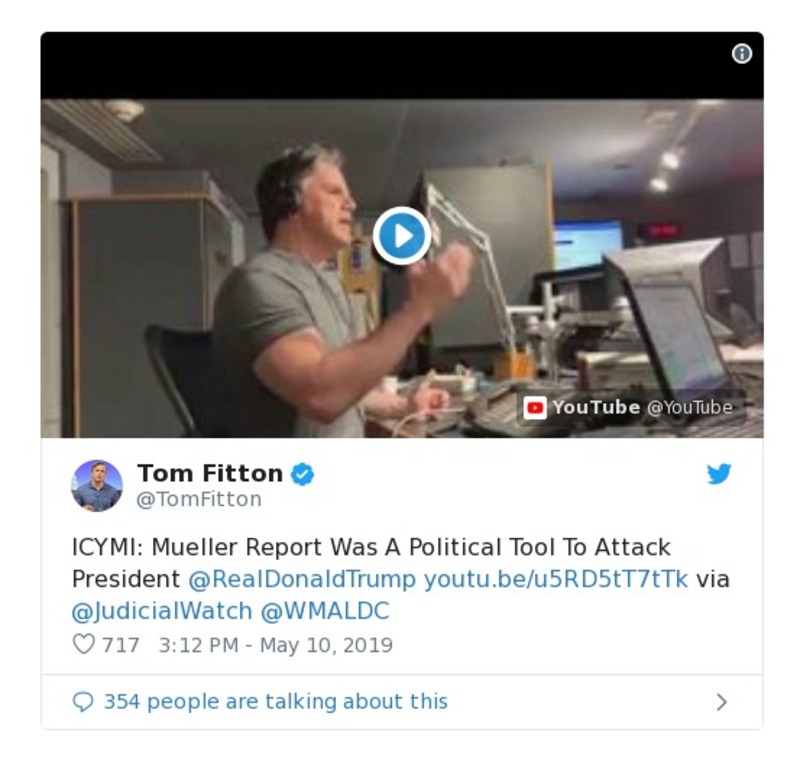 YouTube @YouTube
Tom Fitton
@TomFitton
ICYMI: Mueller Report Was A Political Tool To Attack
President @RealDonaldTrump youtu.be/u5RD5tT7tTk via
@JudicialWatch @WMALDC
717 3:12 PM - May 10, 2019
354 people are talking about this